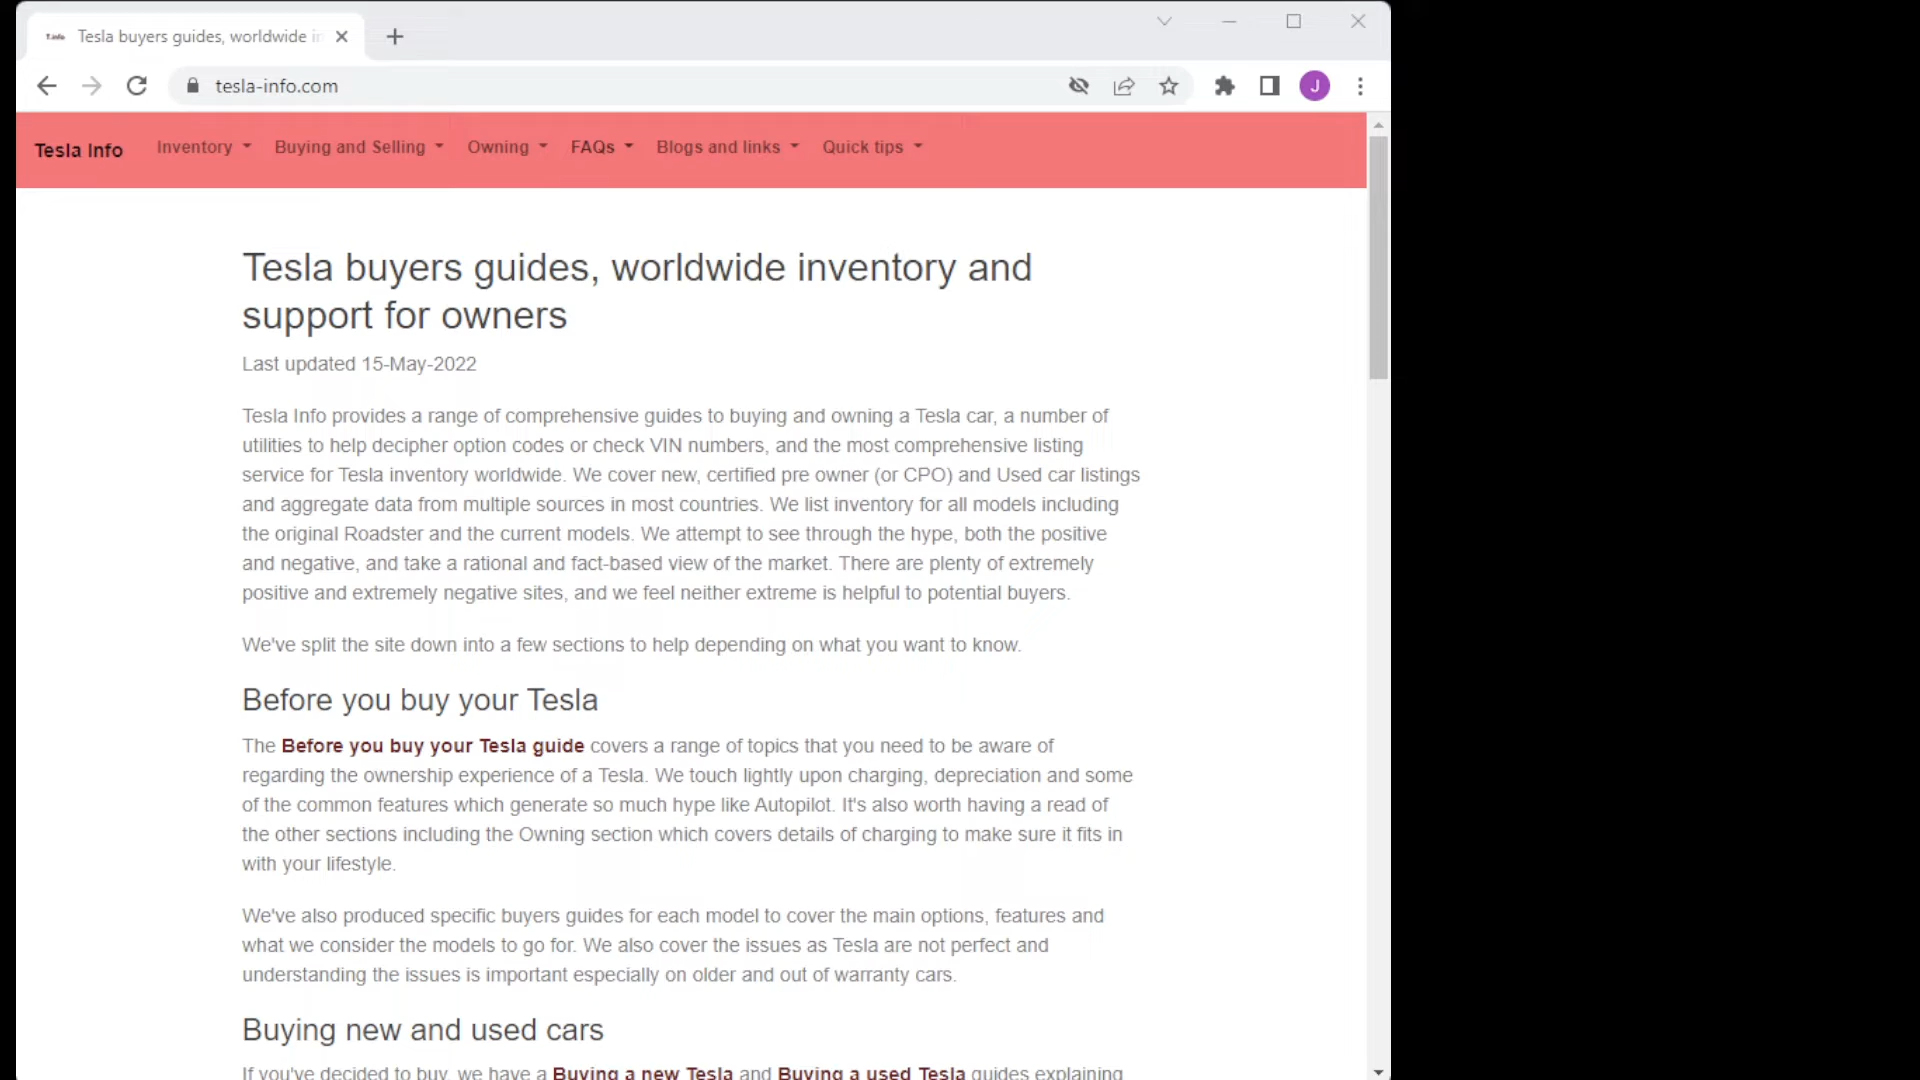 T.info Tesla buyers guides, worldwide in
tesla-info.com
J
Tesla Info Inventory Buying and Selling Owning FAQs Blogs and links Quick tips
Tesla buyers guides, worldwide inventory and
support for owners
Last updated 15-May-2022
Tesla Info provides a range of comprehensive guides to buying and owning a Tesla car, a number of
utilities to help decipher option codes or check VIN numbers, and the most comprehensive listing
service for Tesla inventory worldwide. We cover new, certified pre owner (or CPO) and Used car listings
and aggregate data from multiple sources in most countries. We list inventory for all models including
the original Roadster and the current models. We attempt to see through the hype, both the positive
and negative, and take a rational and fact-based view of the market. There are plenty of extremely
positive and extremely negative sites, and we feel neither extreme is helpful to potential buyers.
We've split the site down into a few sections to help depending on what you want to know.
Before you buy your Tesla
The Before you buy your Tesla guide covers a range of topics that you need to be aware of
regarding the ownership experience of a Tesla. We touch lightly upon charging, depreciation and some
of the common features which generate so much hype like Autopilot. It's also worth having a read of
the other sections including the Owning section which covers details of charging to make sure it fits in
with your lifestyle.
We've also produced specific buyers guides for each model to cover the main options, features and
what we consider the models to go for. We also cover the issues as Tesla are not perfect and
understanding the issues is important especially on older and out of warranty cars.
Buying new and used cars
If you've decided to buy, we have a Buying a new Tesla and Buying a used Tesla guides explaining